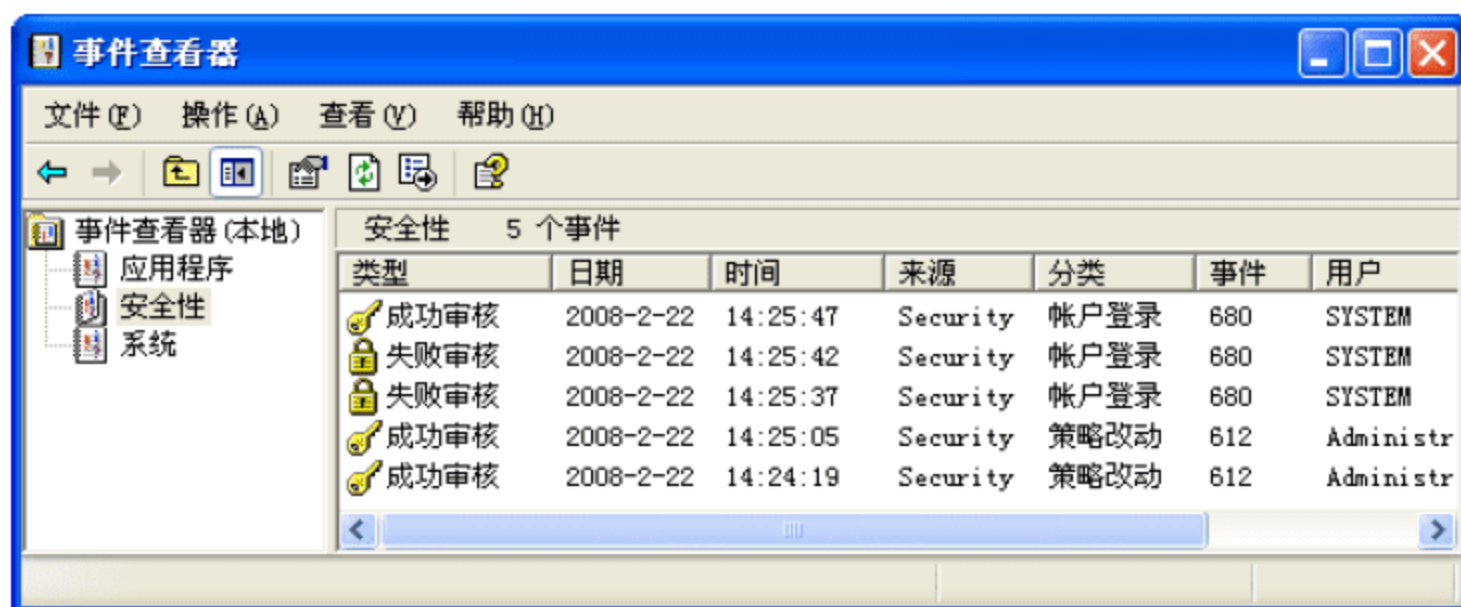 事件查看器
文件(F) 操作(A) 查看(V) 帮助(H)
事件查看器(本地)
应用程序
安全性
系统
安全性 5 个事件
类型 日期 时间 来源 分类 事件 用户
成功审核 2008-2-22 14:25:47 Security 帐户登录 680 SYSTEM
失败审核 2008-2-22 14:25:42 Security 帐户登录 680 SYSTEM
失败审核 2008-2-22 14:25:37 Security 帐户登录 680 SYSTEM
成功审核 2008-2-22 14:25:05 Security 策略改动 612 Administr
成功审核 2008-2-22 14:24:19 Security 策略改动 612 Administr